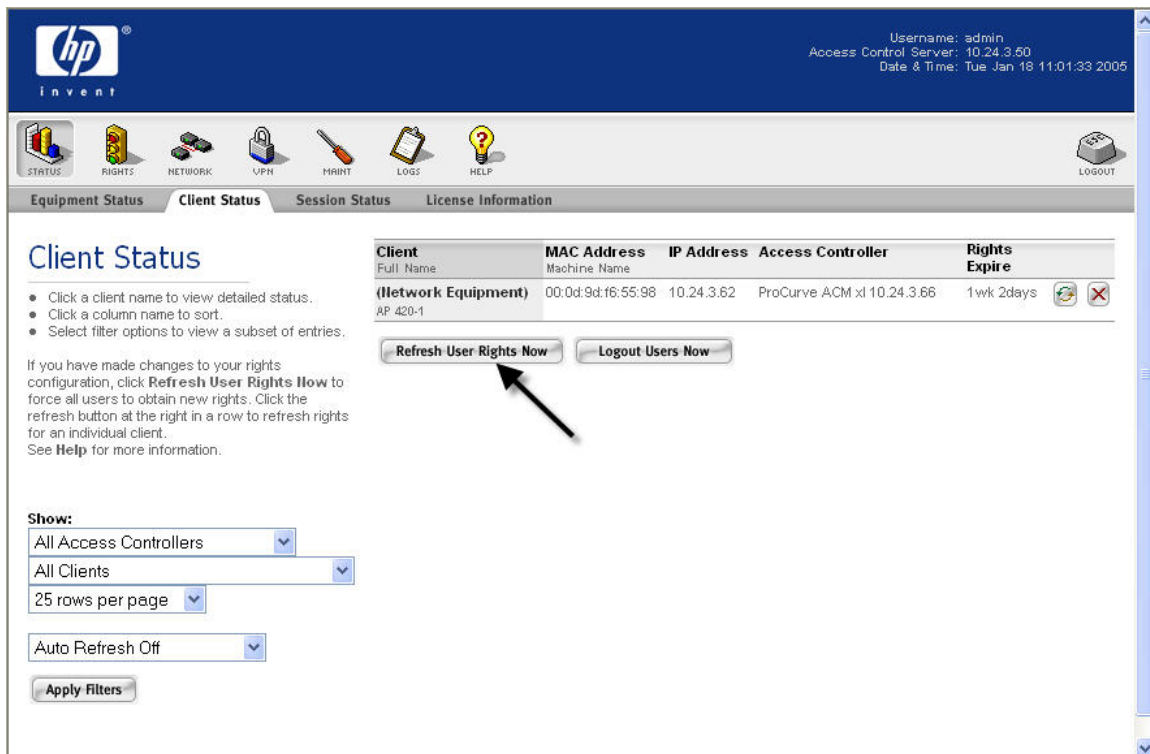 hp
®
invent
Username: admin
Access Control Server: 10.24.3.50
Date & Time: Tue Jan 18 11:01:33 2005
STATUS RIGHTS NETWORK VPN MAINT LOGS HELP LOGOUT
Equipment Status Client Status Session Status License Information
Client Status
Click a client name to view detailed status.
Click a column name to sort.
Select filter options to view a subset of entries.
If you have made changes to your rights
configuration, click Refresh User Rights Now to
force all users to obtain new rights. Click the
refresh button at the right in a row to refresh rights
for an individual client.
See Help for more information.
Show:
All Access Controllers
All Clients
25 rows per page
Auto Refresh Off
Apply Filters
Client MAC Address IP Address Access Controller Rights
Full Name Machine Name Expire
(Network Equipment) 00:0d:9d:f6:55:98 10.24.3.62 ProCurve ACM xl 10.24.3.66 1wk 2days
AP 420-1
Refresh User Rights Now Logout Users Now